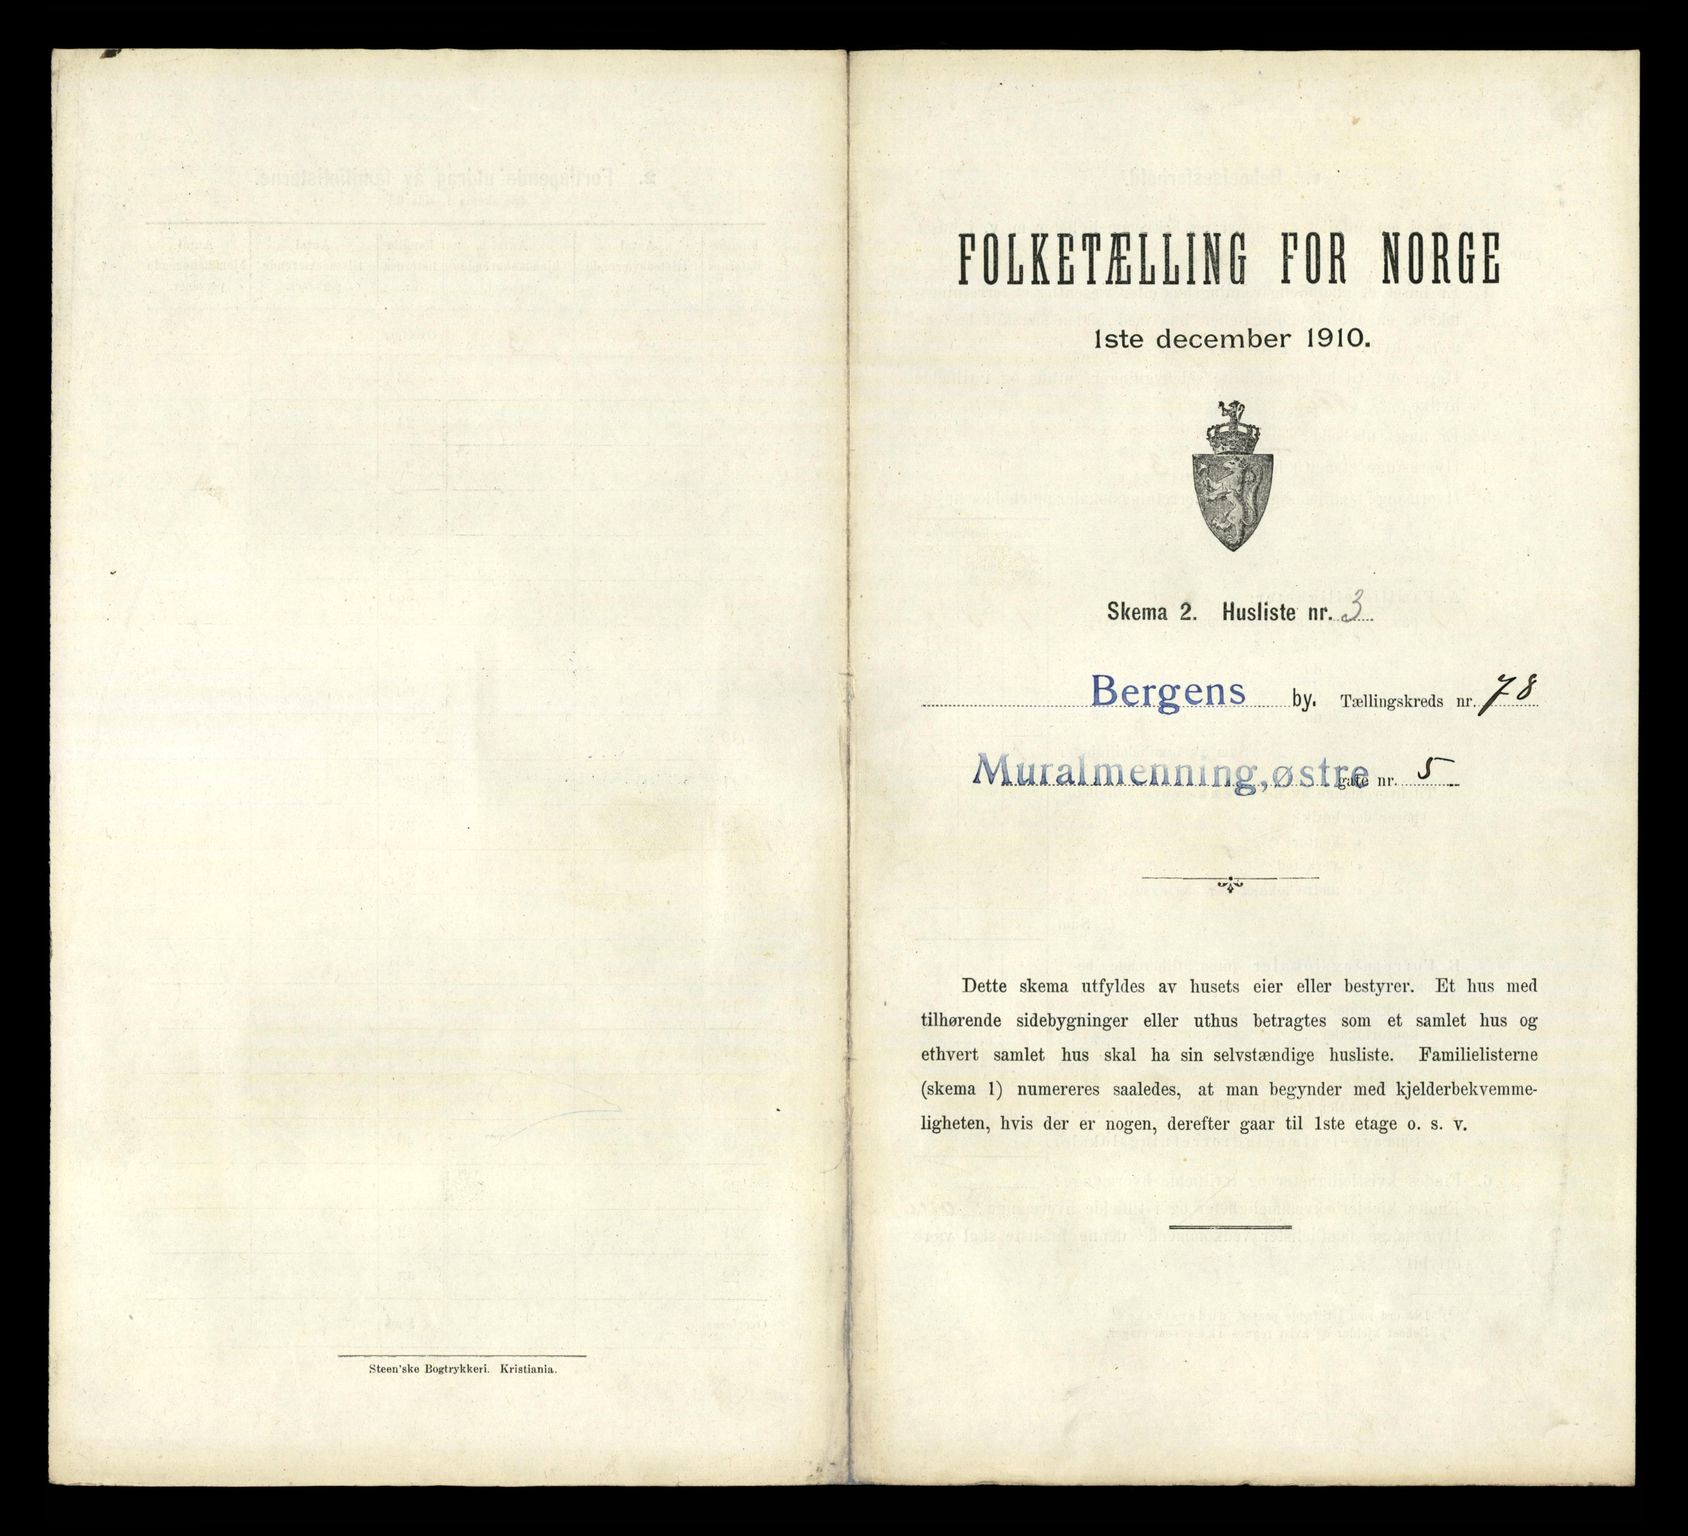 Steen'ske Bogtrykkeri. Kristiania.
FOLKETÆLLING FOR NORGE
1ste december 1910.
Skema 2. Husliste nr. 3
Bergens by. Tællingskreds nr. 78
Muralmenning, østre gate nr. 5
Dette skema utfyldes av husets eier eller bestyrer. Et hus med
tilhørende sidebygninger eller uthus betragtes som et samlet hus og
ethvert samlet hus skal ha sin selvstændige husliste. Familielisterne
(skema 1) numereres saaledes, at man begynder med kjelderbekvemme-
ligheten, hvis der er nogen, derefter gaar til 1ste etage o. s. v.